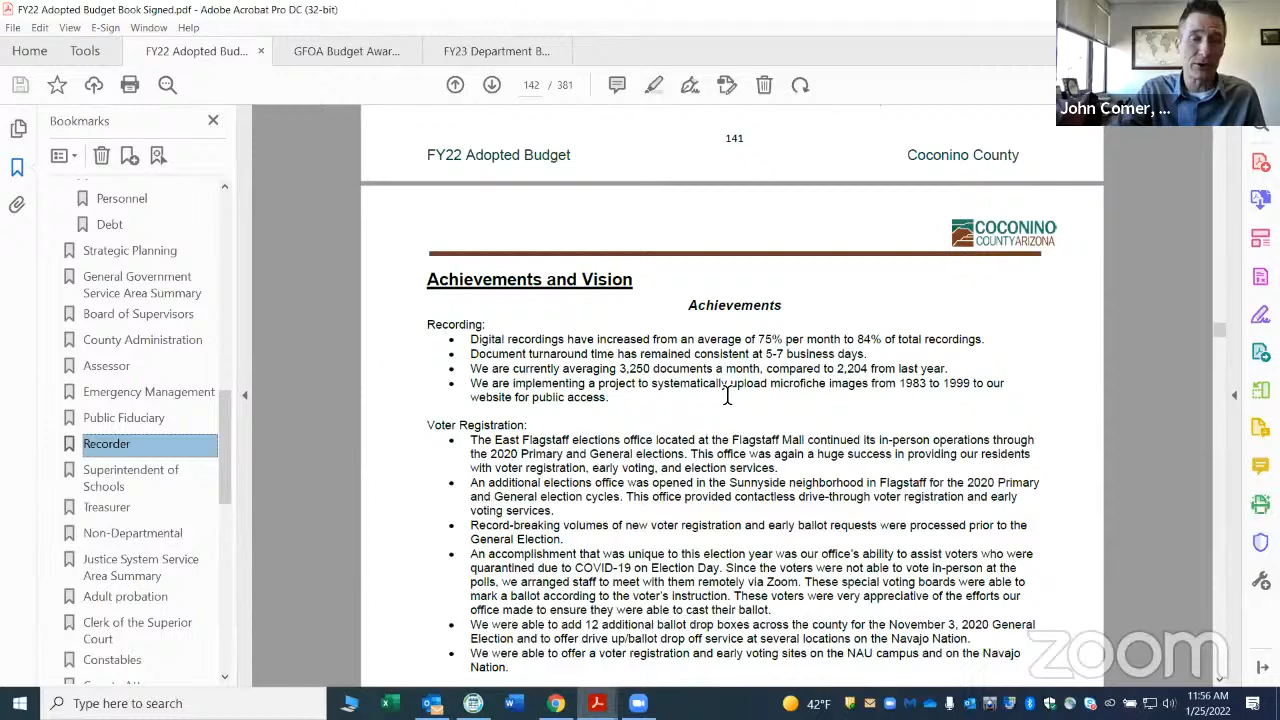 FY22 Adopted Budget Book Signed.pdf - Adobe Acrobat Pro DC (32-bit)
File Edit View E-Sign Window Help
Home Tools FY22 Adopted Bud... × GFOA Budget Awar... FY23 Department B...
142 / 381
Bookmarks
Personnel
Debt
Strategic Planning
General Government
Service Area Summary
Board of Supervisors
County Administration
Assessor
Emergency Management
Public Fiduciary
Recorder
Superintendent of
Schools
Treasurer
Non-Departmental
Justice System Service
Area Summary
Adult probation
Clerk of the Superior
Court
Constables
141
FY22 Adopted Budget Coconino County
COCONINO
COUNTY ARIZONA
Achievements and Vision
Achievements
Recording:
• Digital recordings have increased from an average of 75% per month to 84% of total recordings.
• Document turnaround time has remained consistent at 5-7 business days.
• We are currently averaging 3,250 documents a month, compared to 2,204 from last year.
• We are implementing a project to systematically upload microfiche images from 1983 to 1999 to our
website for public access.
Voter Registration:
• The East Flagstaff elections office located at the Flagstaff Mall continued its in-person operations through
the 2020 Primary and General elections. This office was again a huge success in providing our residents
with voter registration, early voting, and election services.
• An additional elections office was opened in the Sunnyside neighborhood in Flagstaff for the 2020 Primary
and General election cycles. This office provided contactless drive-through voter registration and early
voting services.
• Record-breaking volumes of new voter registration and early ballot requests were processed prior to the
General Election.
• An accomplishment that was unique to this election year was our office's ability to assist voters who were
quarantined due to COVID-19 on Election Day. Since the voters were not able to vote in-person at the
polls, we arranged staff to meet with them remotely via Zoom. These special voting boards were able to
mark a ballot according to the voter's instruction. These voters were very appreciative of the efforts our
office made to ensure they were able to cast their ballot.
• We were able to add 12 additional ballot drop boxes across the county for the November 3, 2020 General
Election and to offer drive up/ballot drop off service at several locations on the Navajo Nation.
• We were able to offer a voter registration and early voting sites on the NAU campus and on the Navajo
Nation.
John Comer, ...
zoom
Type here to search
42°F
11:56 AM
1/25/2022